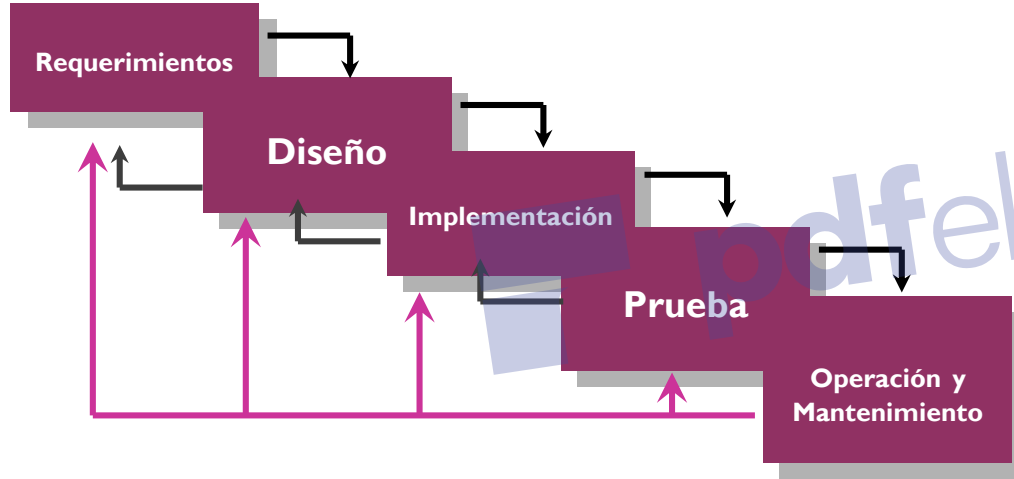 Requerimientos
Diseño
Implementación
Prueba
Operación y
Mantenimiento
pdfel